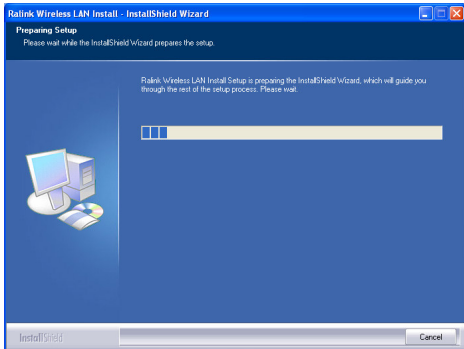 Ralink Wireless LAN Install - InstallShield Wizard
Preparing Setup
Please wait while the InstallShield Wizard prepares the setup.
Ralink Wireless LAN Install Setup is preparing the InstallShield Wizard, which will guide you
through the rest of the setup process. Please wait.
InstallShield
Cancel